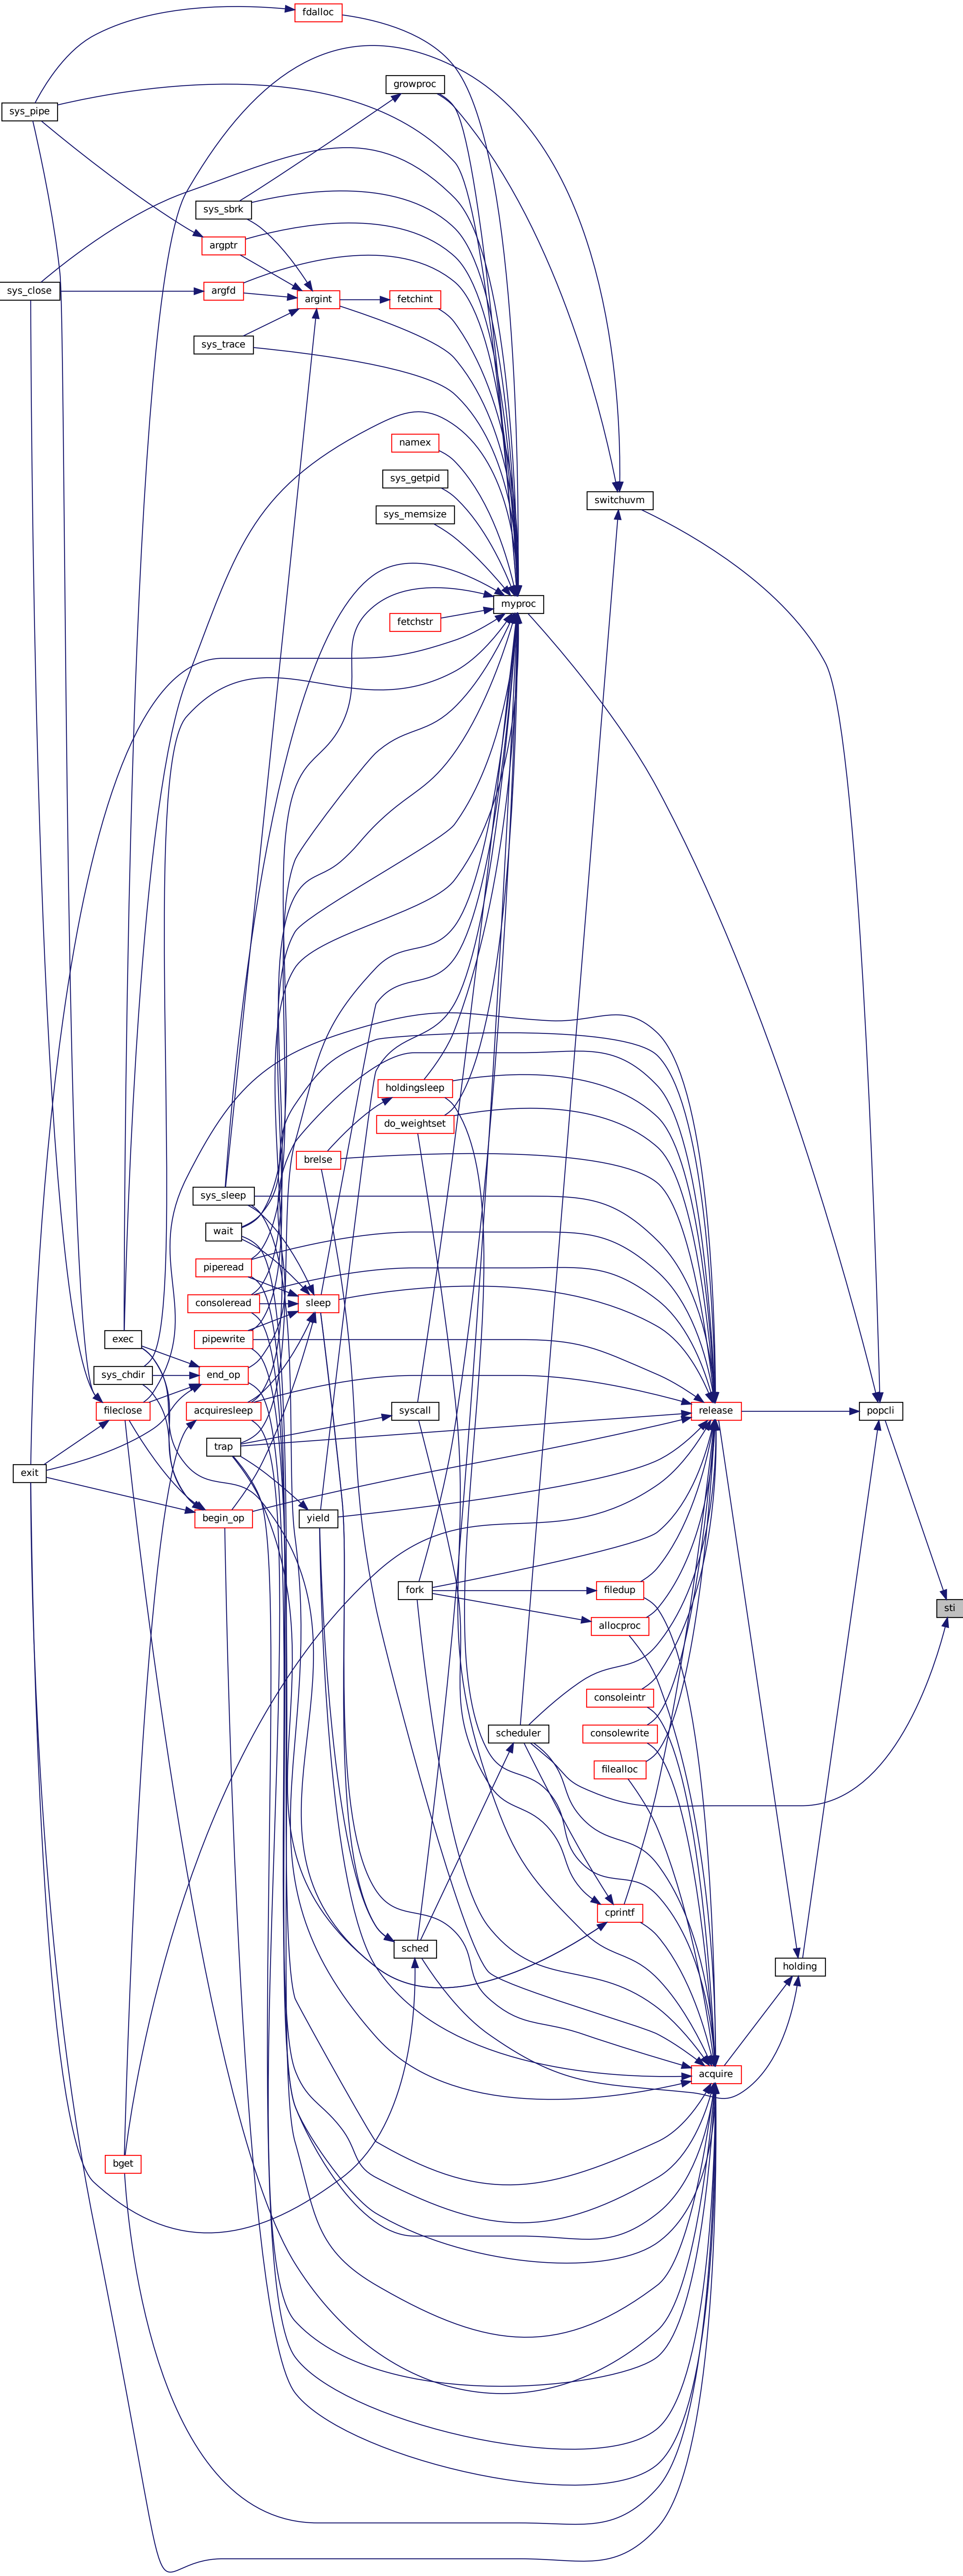 fdalloc
growproc
sys_pipe
sys_sbrk
argptr
sys_close
argfd
argint
fetchint
sys_trace
namex
sys_getpid
switchuvm
sys_memsize
myproc
fetchstr
holdingsleep
do_weightset
brelse
sys_sleep
wait
piperead
consoleread
sleep
exec
pipewrite
sys_chdir
end_op
fileclose
acquiresleep
syscall
release
popcli
trap
exit
begin_op
yield
fork
filedup
sti
allocproc
consoleintr
scheduler
consolewrite
filealloc
cprintf
sched
holding
acquire
bget